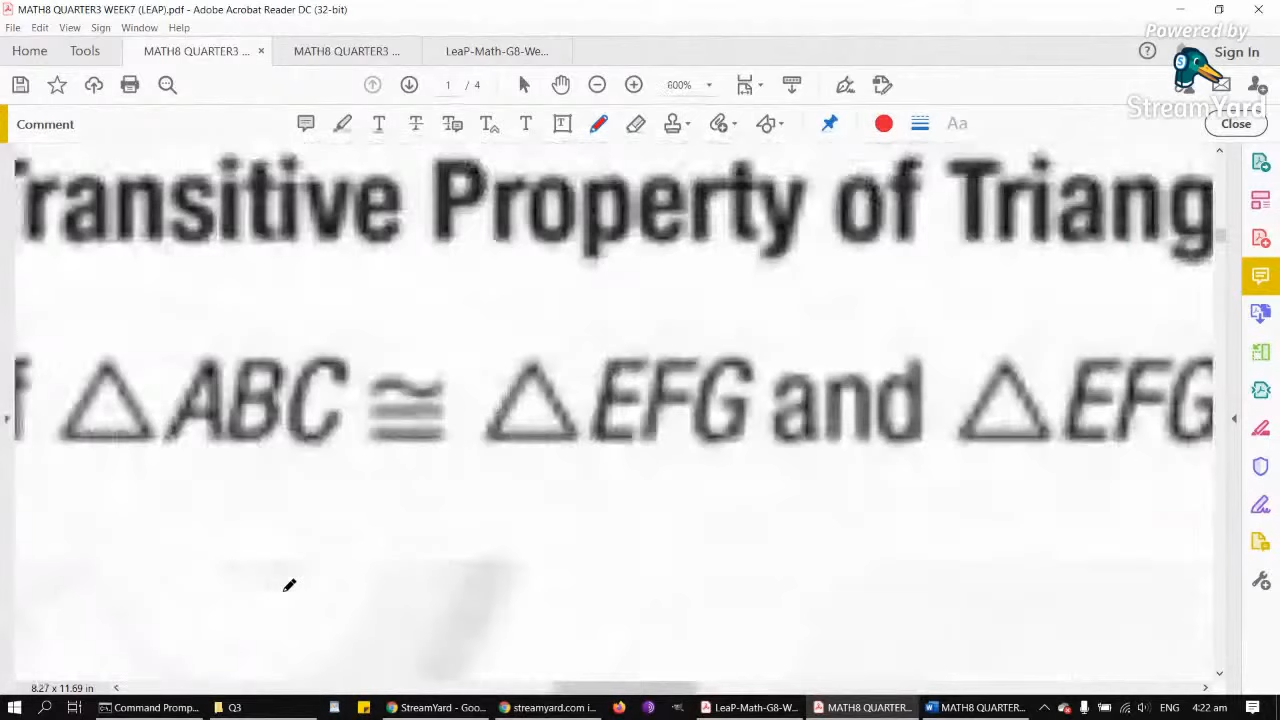 MATH8 QUARTER3 WEEK7 (LEAP).pdf - Adobe Acrobat Reader DC (32-bit)
File Edit View Sign Window Help
Powered by
StreamYard
Home Tools MATH8 QUARTER3 ... × MATH8 QUARTER3 ... LeaP-Math-G8-We... Sign In
1 / 4 600%
Comment Close
Transitive Property of Triang
f △ABC ≅ △EFG and △EFG
8.27 x 11.69 in
Command Promp... Q3 StreamYard - Goo... streamyard.com i... LeaP-Math-G8-W... MATH8 QUARTER... MATH8 QUARTER... 4:22 am